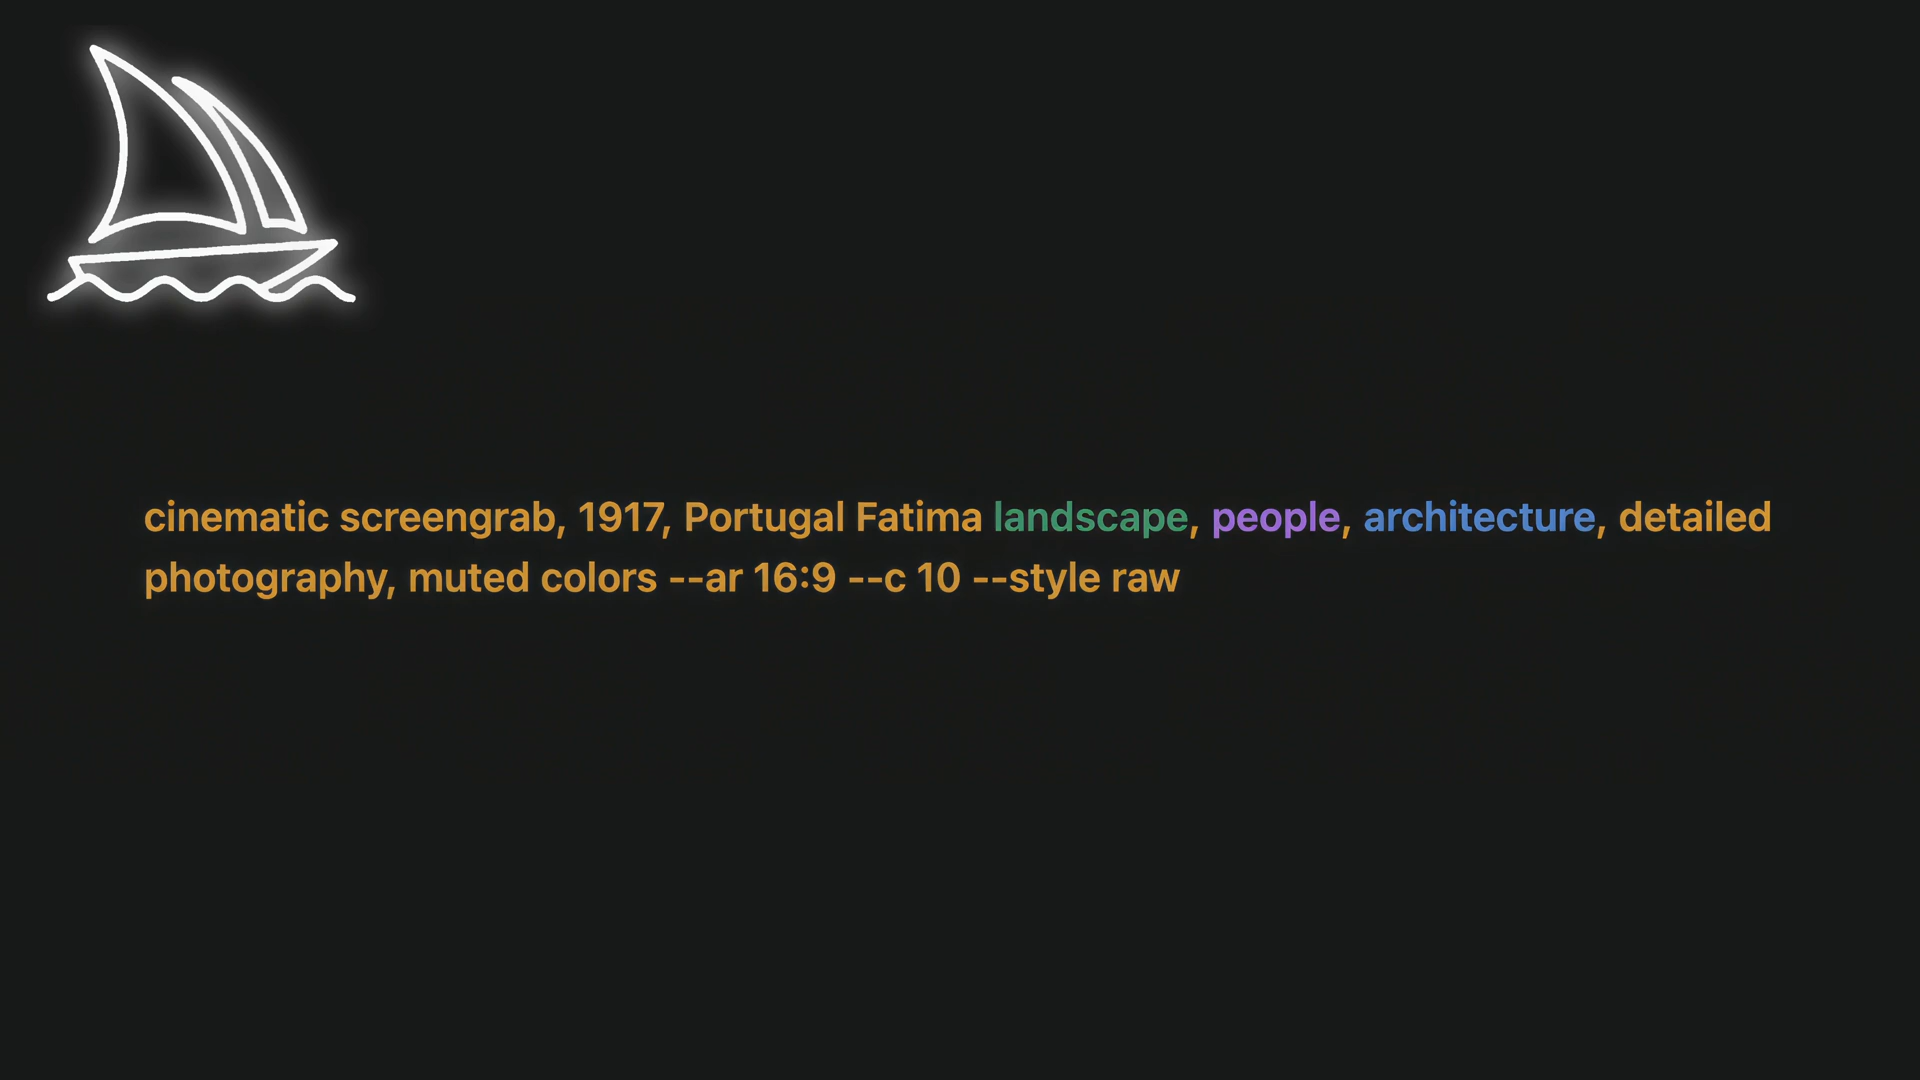 cinematic screengrab, 1917, Portugal Fatima landscape, people, architecture, detailed
photography, muted colors --ar 16:9 --c 10 --style raw